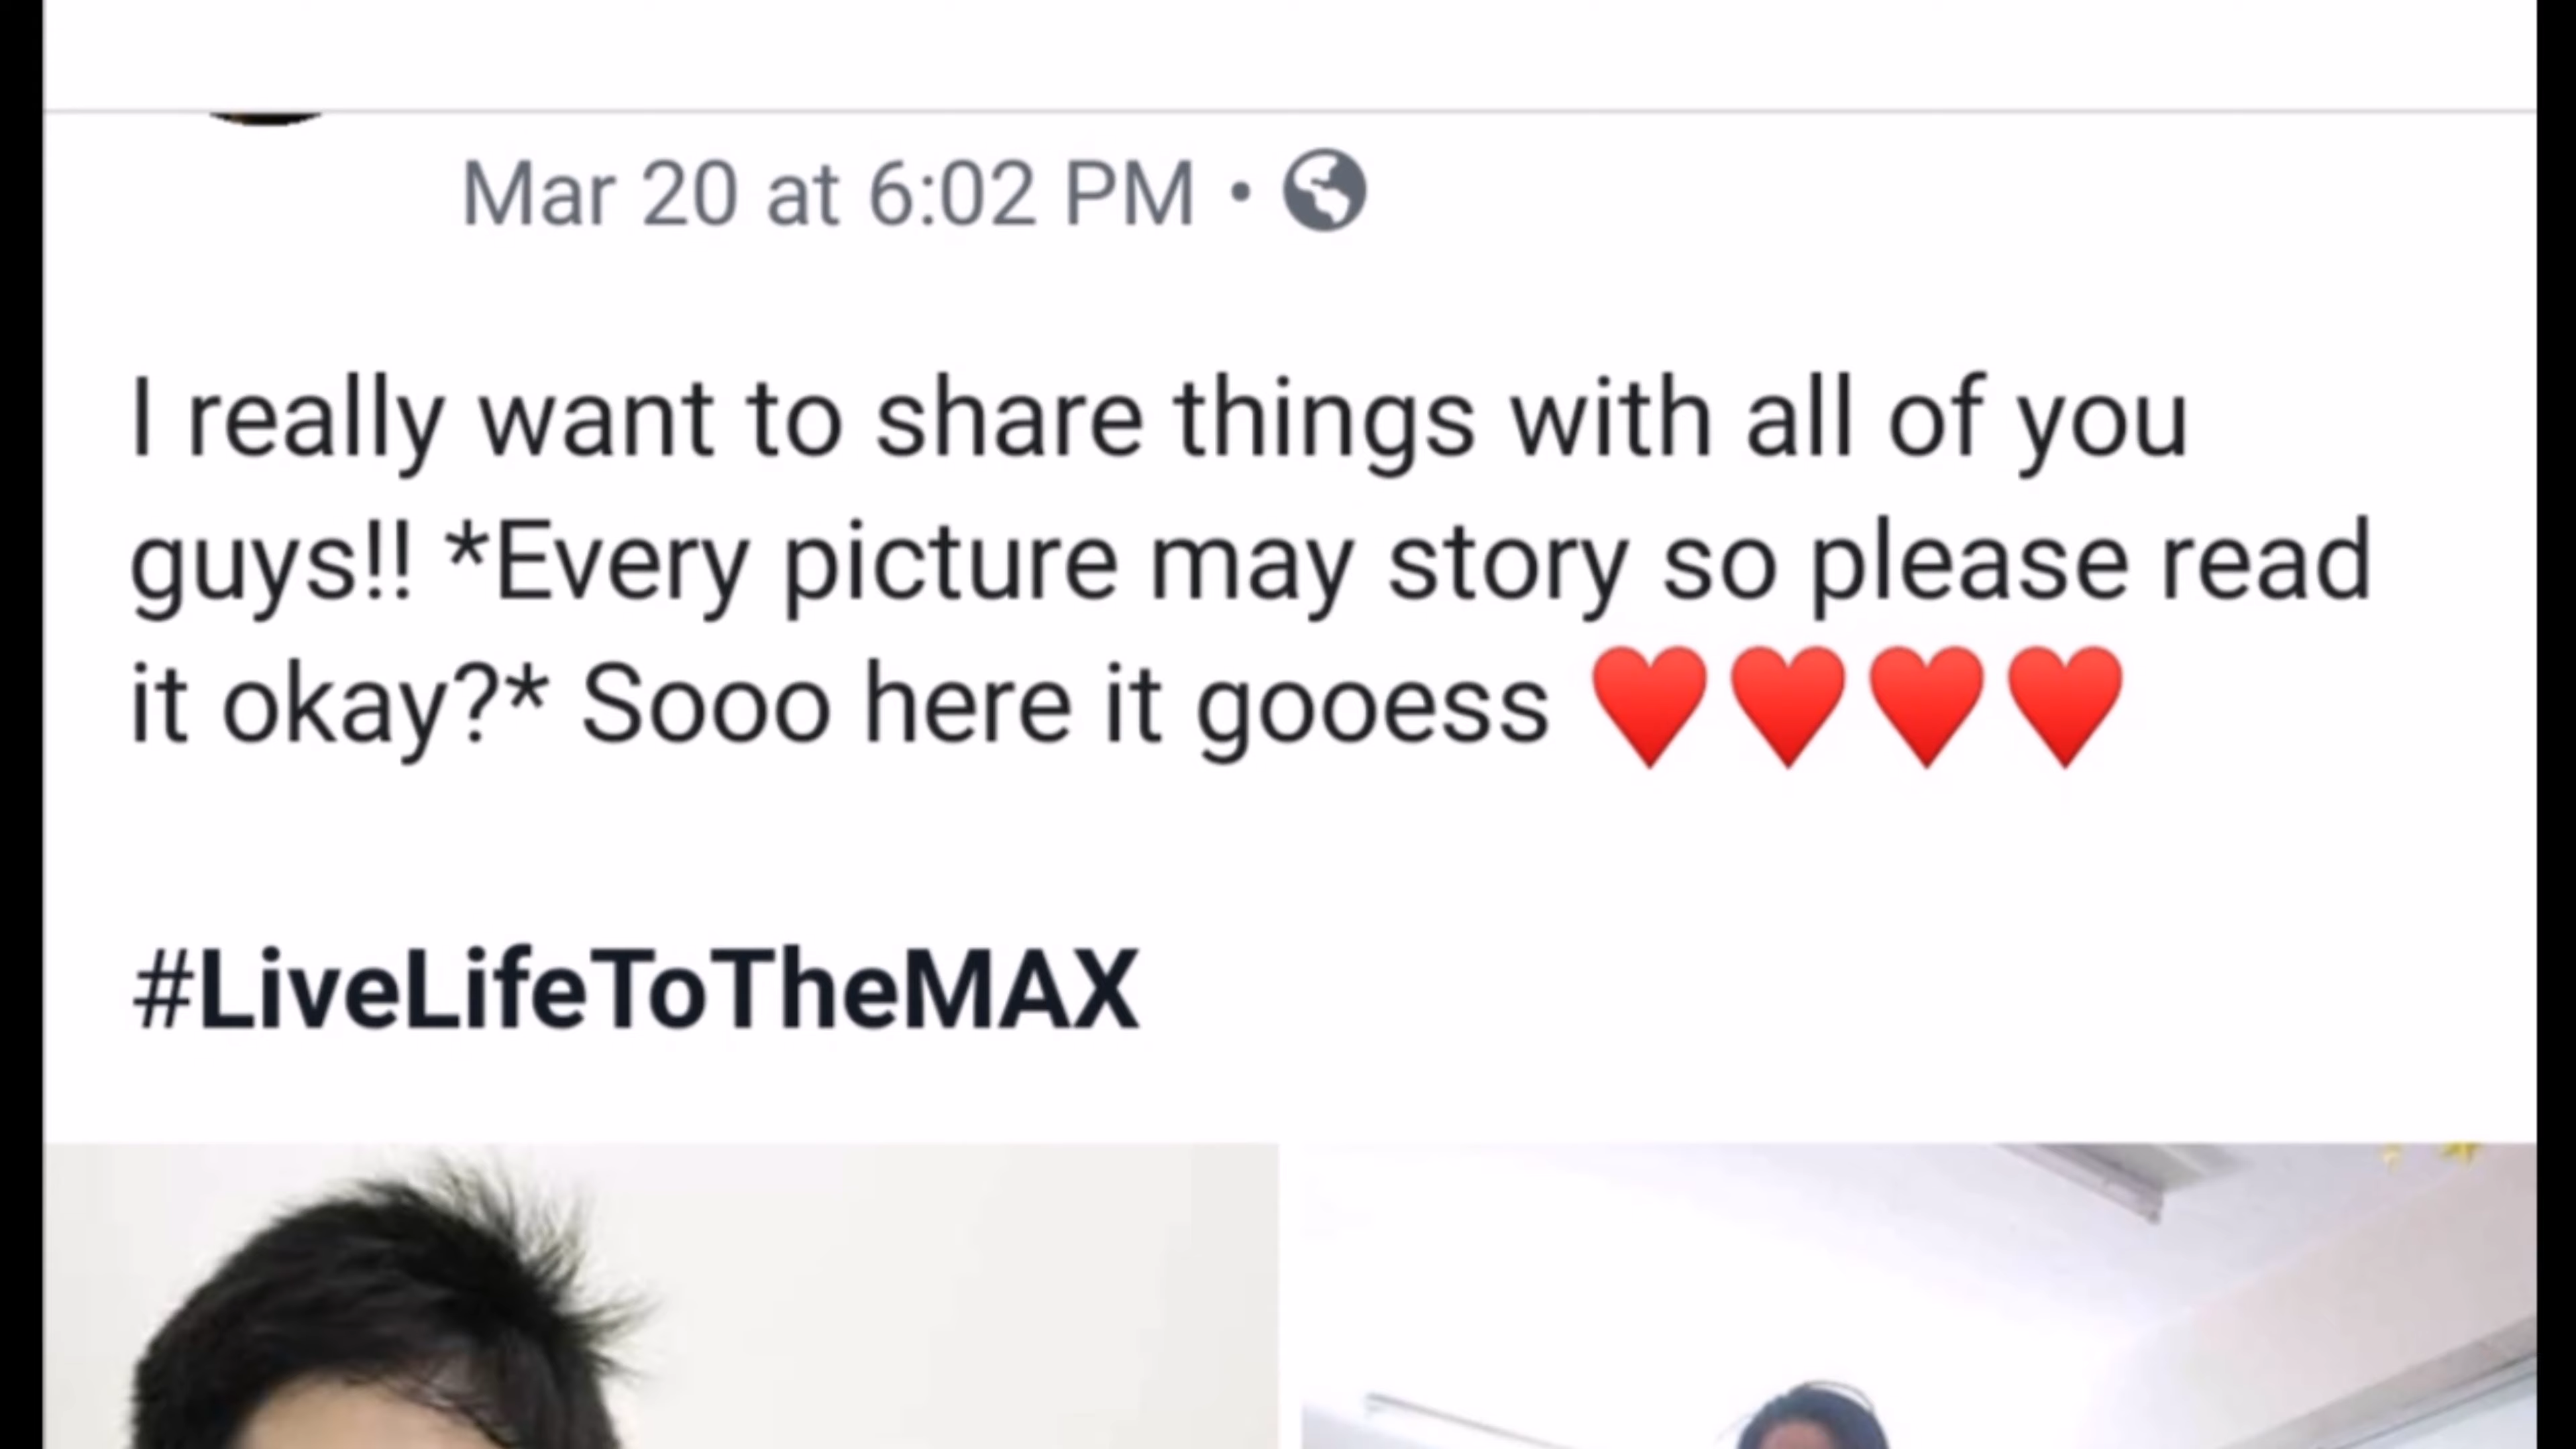 Mar 20 at 6:02 PM •
I really want to share things with all of you
guys!! *Every picture may story so please read
it okay?* Sooo here it gooess ♥♥♥♥
#LiveLifeToTheMAX